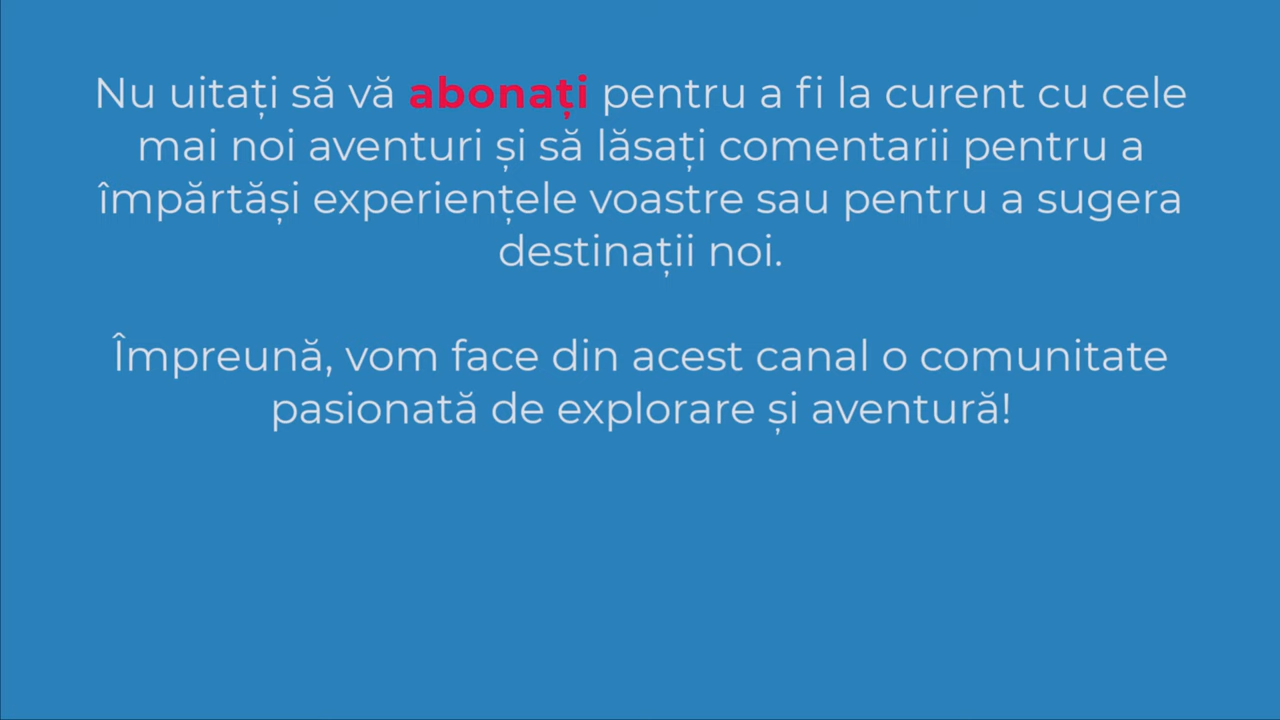 Nu uitați să vă abonați pentru a fi la curent cu cele
mai noi aventuri și să lăsați comentarii pentru a
împărtăși experiențele voastre sau pentru a sugera
destinații noi.
Împreună, vom face din acest canal o comunitate
pasionată de explorare și aventură!